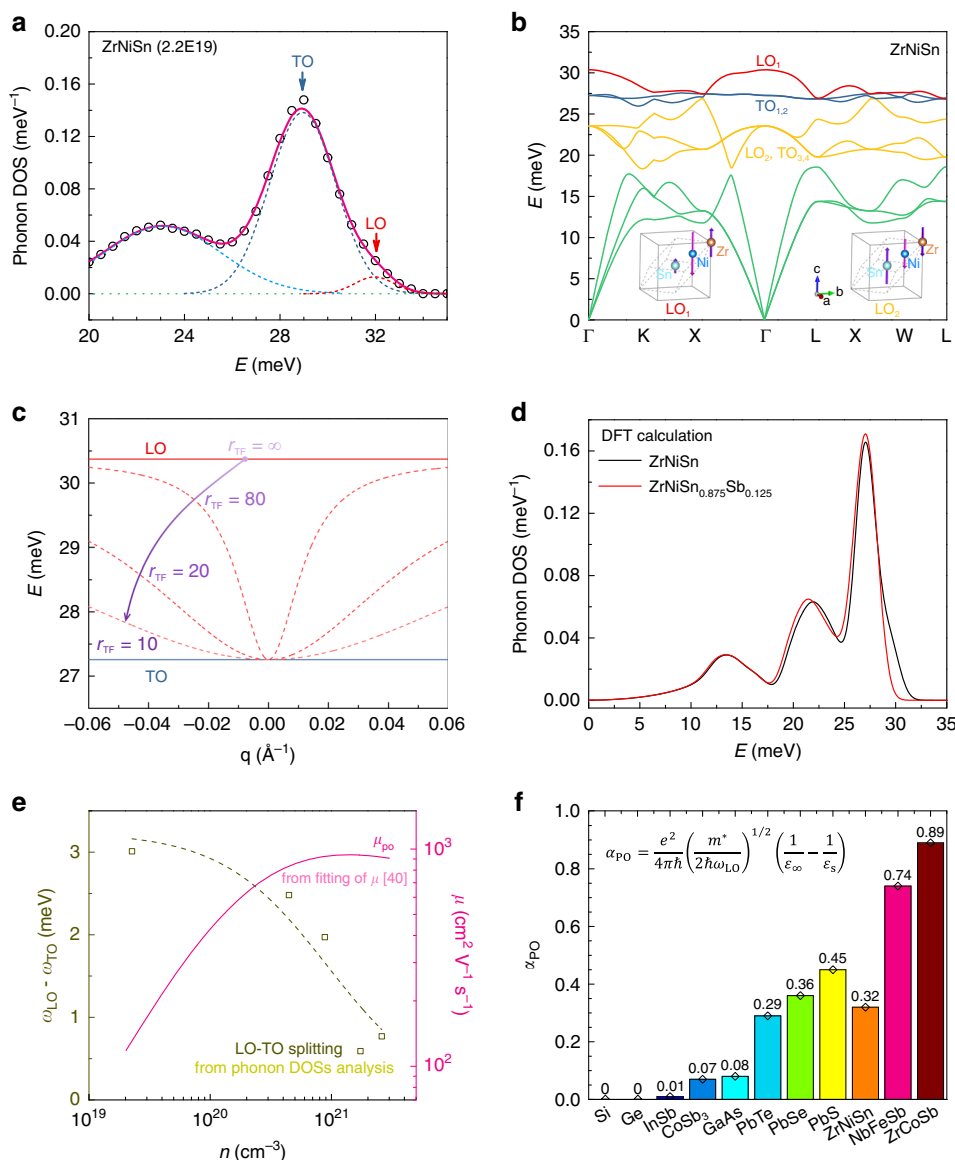 a
ZrNiSn (2.2E19)
TO
LO
Phonon DOS (meV⁻¹)
0.20
0.16
0.12
0.08
0.04
0.00
20
24
28
32
E (meV)
b
ZrNiSn
LO₁
TO₁,₂
LO₂, TO₃,₄
E (meV)
35
30
25
20
15
10
5
0
Sn
Ni
Zr
LO₁
c
b
a
Sn
Ni
Zr
LO₂
Γ K X Γ L X W L
c
LO
r_TF = ∞
r_TF = 80
r_TF = 20
r_TF = 10
TO
E (meV)
31
30
29
28
27
−0.06 −0.04 −0.02 0.00 0.02 0.04 0.06
q (Å⁻¹)
d
DFT calculation
ZrNiSn
ZrNiSn₀.₈₇₅Sb₀.₁₂₅
Phonon DOS (meV⁻¹)
0.16
0.12
0.08
0.04
0.00
0 5 10 15 20 25 30 35
E (meV)
e
μ_po
from fitting of μ [40]
LO-TO splitting
from phonon DOSs analysis
ω_LO - ω_TO (meV)
3
2
1
0
10³
10²
μ (cm² V⁻¹ s⁻¹)
10¹⁹ 10²⁰ 10²¹
n (cm⁻³)
f
α_PO = e²/4πħ (m*/2ħω_LO)^1/2 (1/ε_∞ − 1/ε_s)
α_PO
1.0
0.8
0.6
0.4
0.2
0.0
0
0
0.01
0.07
0.08
0.29
0.36
0.45
0.32
0.74
0.89
Si
Ge
InSb
CoSb₃
GaAs
PbTe
PbSe
PbS
ZrNiSn
NbFeSb
ZrCoSb